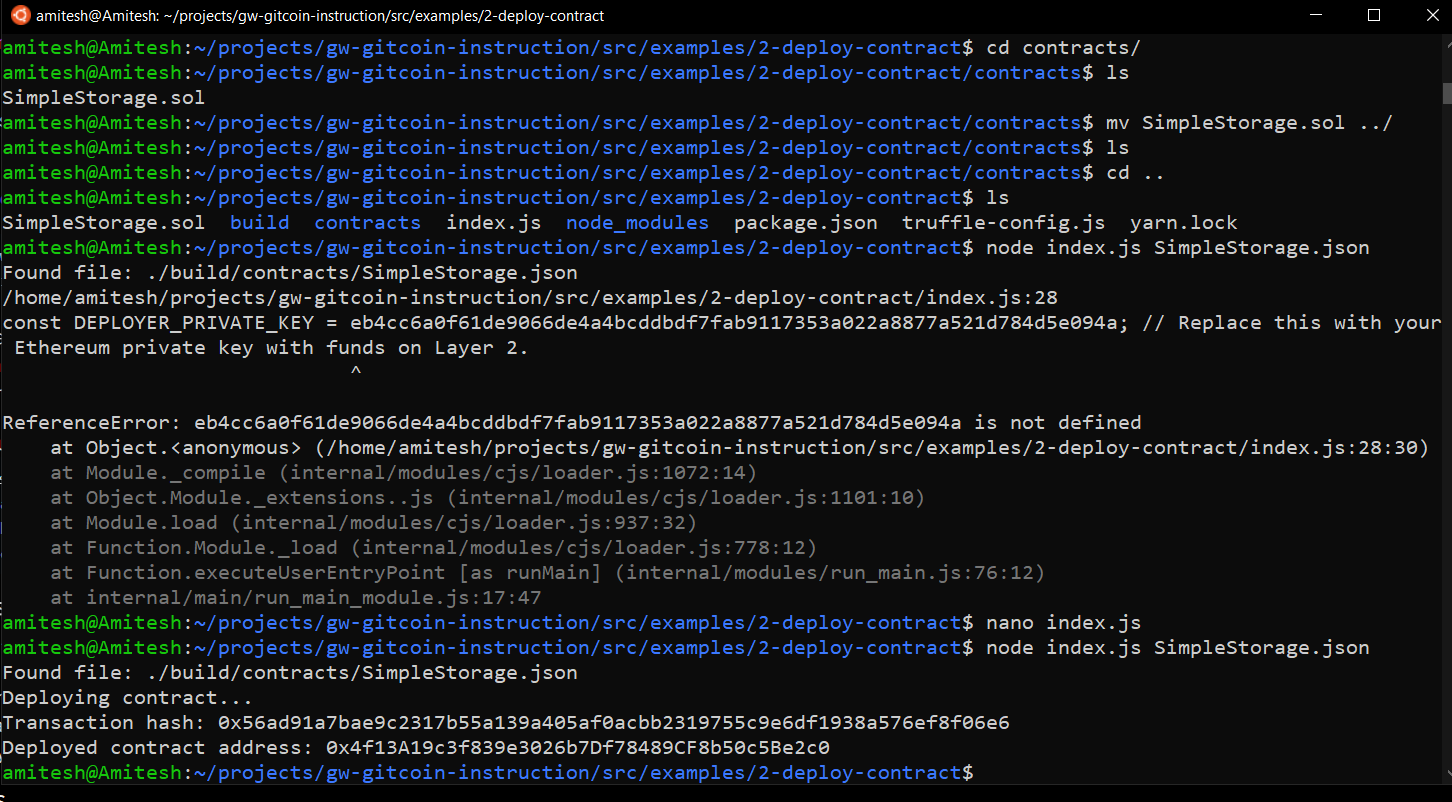 amitesh@Amitesh: ~/projects/gw-gitcoin-instruction/src/examples/2-deploy-contract
amitesh@Amitesh:~/projects/gw-gitcoin-instruction/src/examples/2-deploy-contract$ cd contracts/
amitesh@Amitesh:~/projects/gw-gitcoin-instruction/src/examples/2-deploy-contract/contracts$ ls
SimpleStorage.sol
amitesh@Amitesh:~/projects/gw-gitcoin-instruction/src/examples/2-deploy-contract/contracts$ mv SimpleStorage.sol ../
amitesh@Amitesh:~/projects/gw-gitcoin-instruction/src/examples/2-deploy-contract/contracts$ ls
amitesh@Amitesh:~/projects/gw-gitcoin-instruction/src/examples/2-deploy-contract/contracts$ cd ..
amitesh@Amitesh:~/projects/gw-gitcoin-instruction/src/examples/2-deploy-contract$ ls
SimpleStorage.sol  build  contracts  index.js  node_modules  package.json  truffle-config.js  yarn.lock
amitesh@Amitesh:~/projects/gw-gitcoin-instruction/src/examples/2-deploy-contract$ node index.js SimpleStorage.json
Found file: ./build/contracts/SimpleStorage.json
/home/amitesh/projects/gw-gitcoin-instruction/src/examples/2-deploy-contract/index.js:28
const DEPLOYER_PRIVATE_KEY = eb4cc6a0f61de9066de4a4bcddbdf7fab9117353a022a8877a521d784d5e094a; // Replace this with your
 Ethereum private key with funds on Layer 2.
                             ^
ReferenceError: eb4cc6a0f61de9066de4a4bcddbdf7fab9117353a022a8877a521d784d5e094a is not defined
    at Object.<anonymous> (/home/amitesh/projects/gw-gitcoin-instruction/src/examples/2-deploy-contract/index.js:28:30)
    at Module._compile (internal/modules/cjs/loader.js:1072:14)
    at Object.Module._extensions..js (internal/modules/cjs/loader.js:1101:10)
    at Module.load (internal/modules/cjs/loader.js:937:32)
    at Function.Module._load (internal/modules/cjs/loader.js:778:12)
    at Function.executeUserEntryPoint [as runMain] (internal/modules/run_main.js:76:12)
    at internal/main/run_main_module.js:17:47
amitesh@Amitesh:~/projects/gw-gitcoin-instruction/src/examples/2-deploy-contract$ nano index.js
amitesh@Amitesh:~/projects/gw-gitcoin-instruction/src/examples/2-deploy-contract$ node index.js SimpleStorage.json
Found file: ./build/contracts/SimpleStorage.json
Deploying contract...
Transaction hash: 0x56ad91a7bae9c2317b55a139a405af0acbb2319755c9e6df1938a576ef8f06e6
Deployed contract address: 0x4f13A19c3f839e3026b7Df78489CF8b50c5Be2c0
amitesh@Amitesh:~/projects/gw-gitcoin-instruction/src/examples/2-deploy-contract$